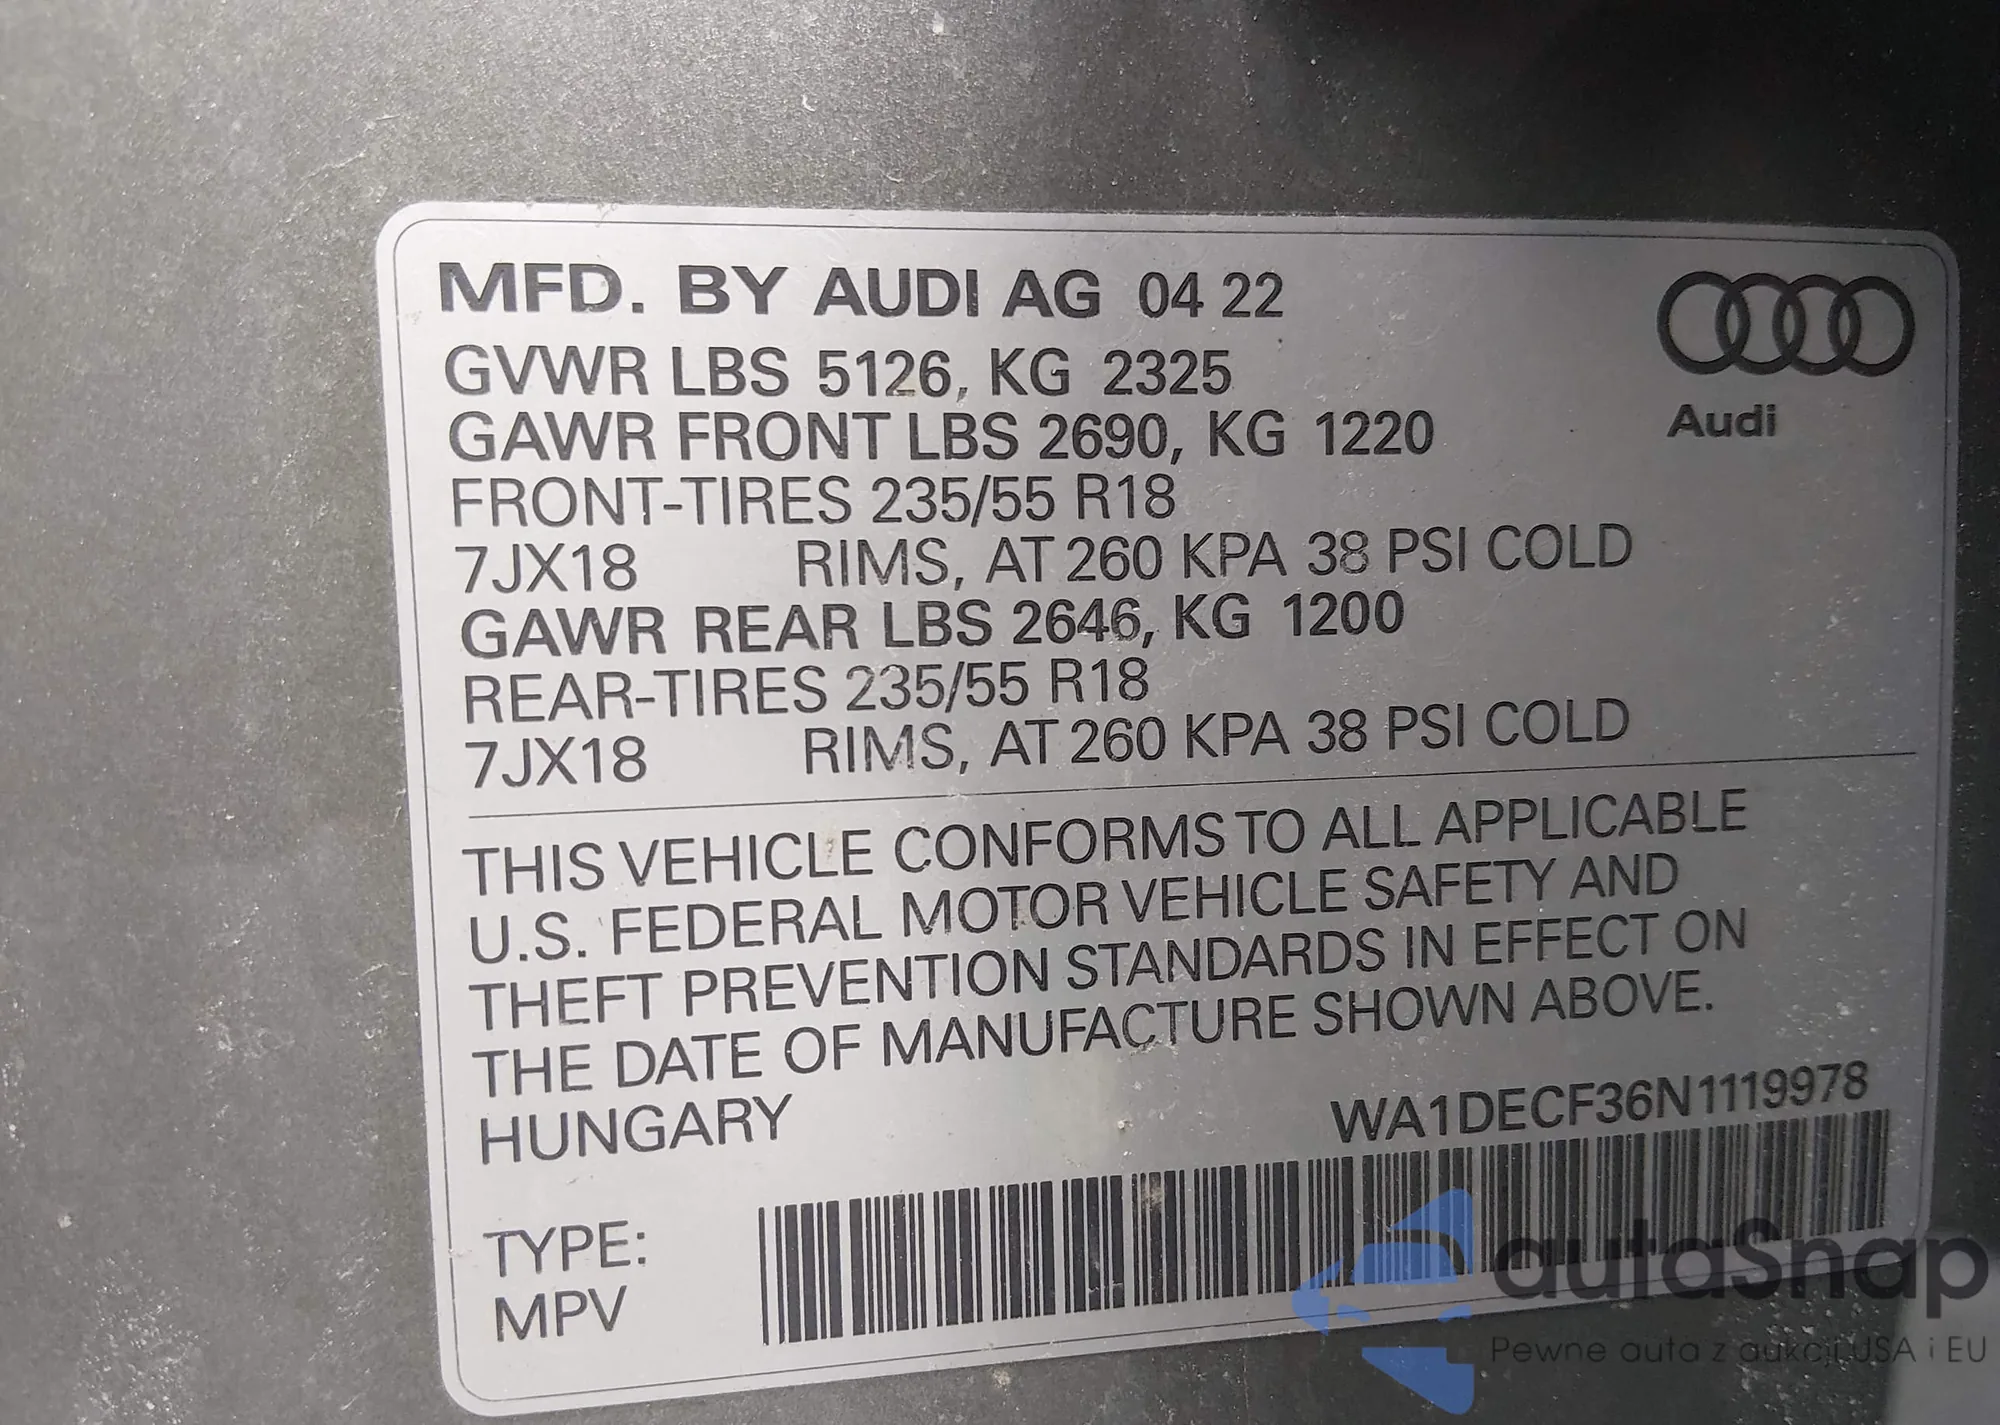 MFD. BY AUDI AG 04 22
GVWR LBS 5126, KG 2325
GAWR FRONT LBS 2690, KG 1220
FRONT-TIRES 235/55 R18
7JX18 RIMS, AT 260 KPA 38 PSI COLD
GAWR REAR LBS 2646, KG 1200
REAR-TIRES 235/55 R18
7JX18 RIMS, AT 260 KPA 38 PSI COLD
Audi
THIS VEHICLE CONFORMS TO ALL APPLICABLE
U.S. FEDERAL MOTOR VEHICLE SAFETY AND
THEFT PREVENTION STANDARDS IN EFFECT ON
THE DATE OF MANUFACTURE SHOWN ABOVE.
HUNGARY
WA1DECF36N1119978
TYPE:
MPV
autaSnap
Pewne auta z aukcji USA i EU